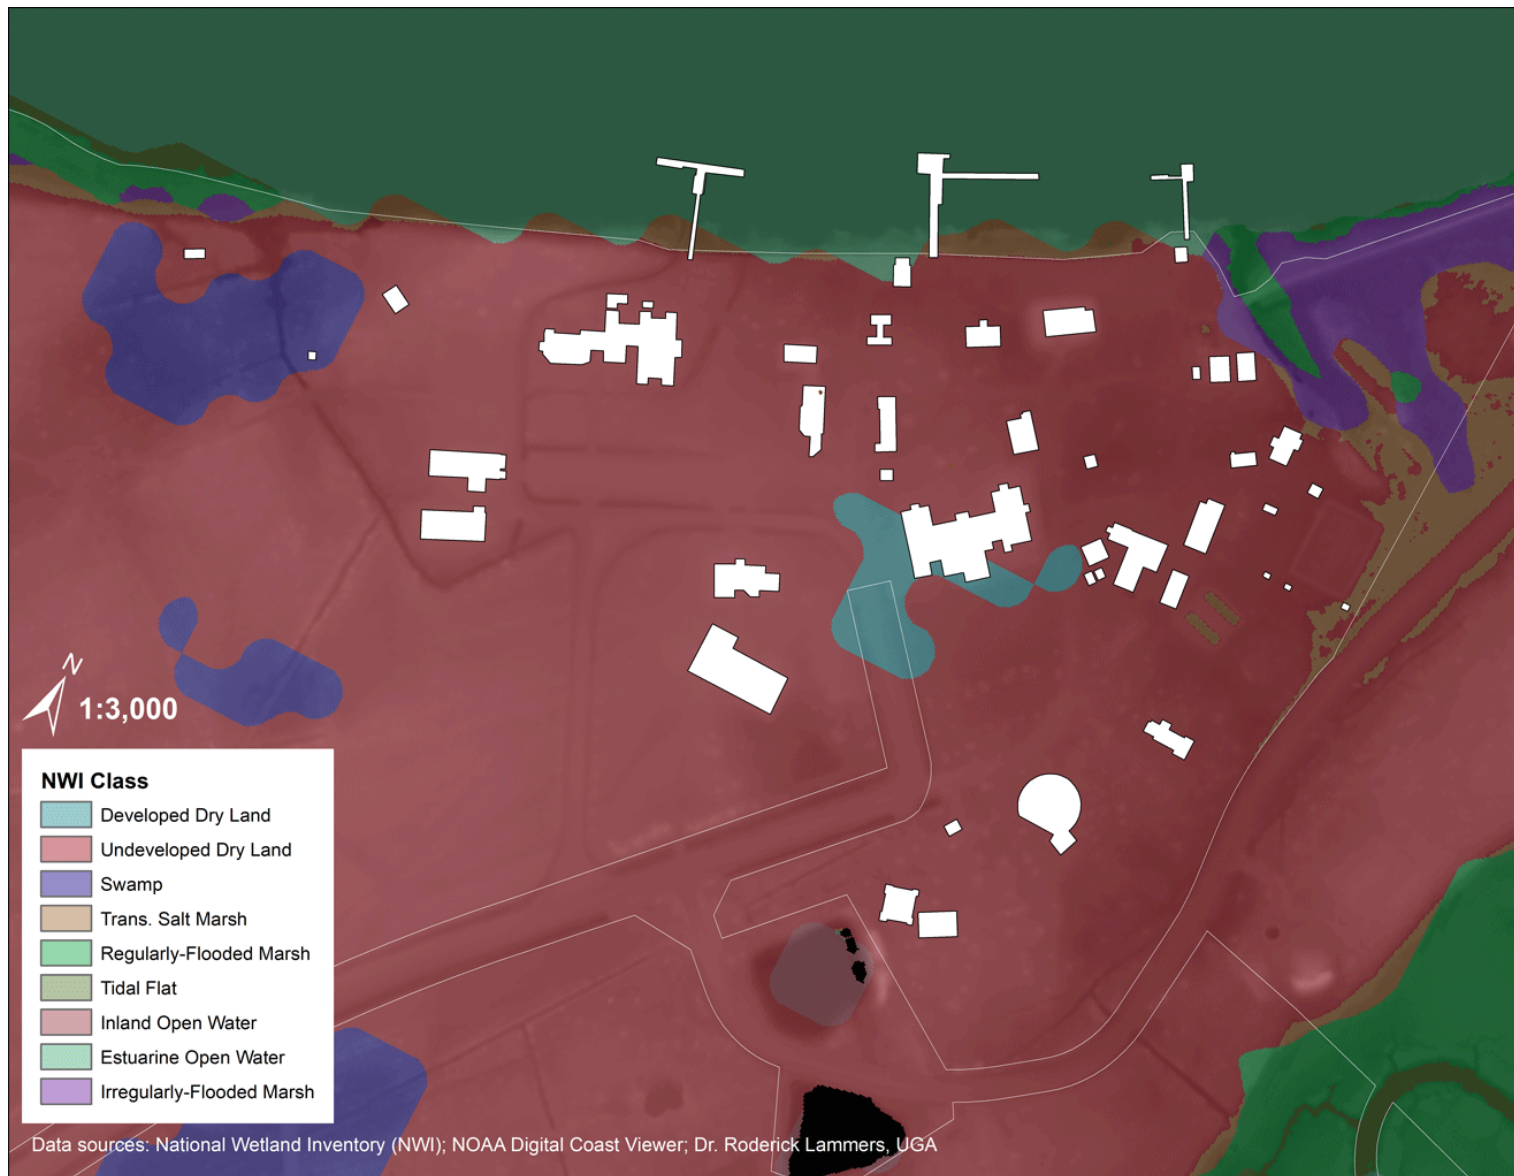 N
1:3,000
NWI Class
Developed Dry Land
Undeveloped Dry Land
Swamp
Trans. Salt Marsh
Regularly-Flooded Marsh
Tidal Flat
Inland Open Water
Estuarine Open Water
Irregularly-Flooded Marsh
Data sources: National Wetland Inventory (NWI); NOAA Digital Coast Viewer; Dr. Roderick Lammers, UGA